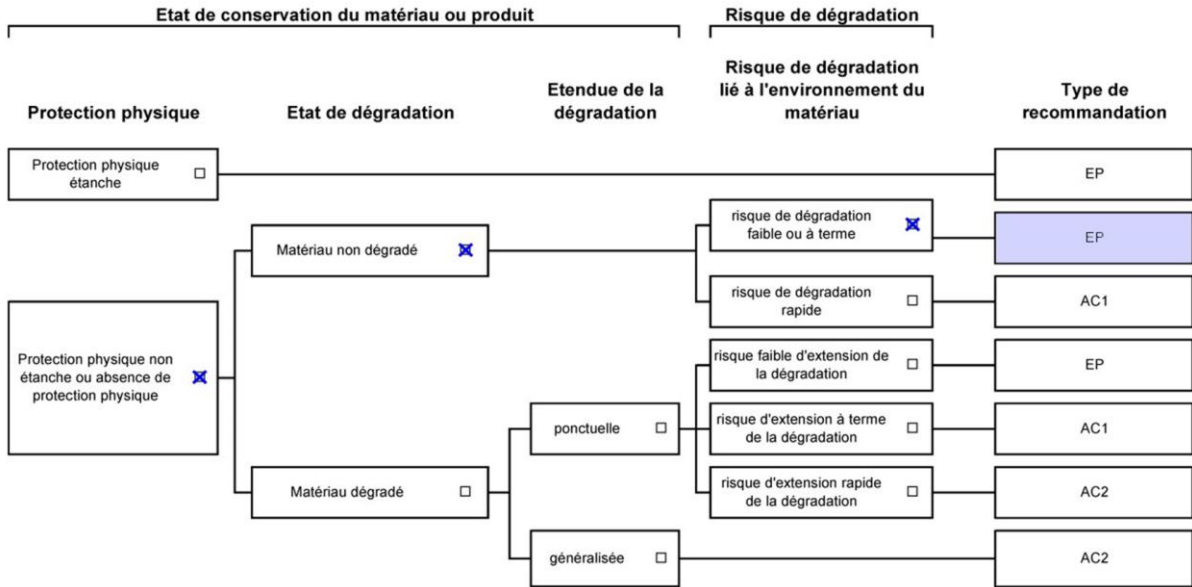 Etat de conservation du matériau ou produit
Risque de dégradation
Protection physique
Etat de dégradation
Etendue de la
dégradation
Risque de dégradation
lié à l'environnement du
matériau
Type de
recommandation
Protection physique
étanche
EP
risque de dégradation
faible ou à terme
EP
Matériau non dégradé
risque de dégradation
rapide
AC1
Protection physique non
étanche ou absence de
protection physique
risque faible d'extension de
la dégradation
EP
ponctuelle
risque d'extension à terme
de la dégradation
AC1
Matériau dégradé
risque d'extension rapide
de la dégradation
AC2
généralisée
AC2